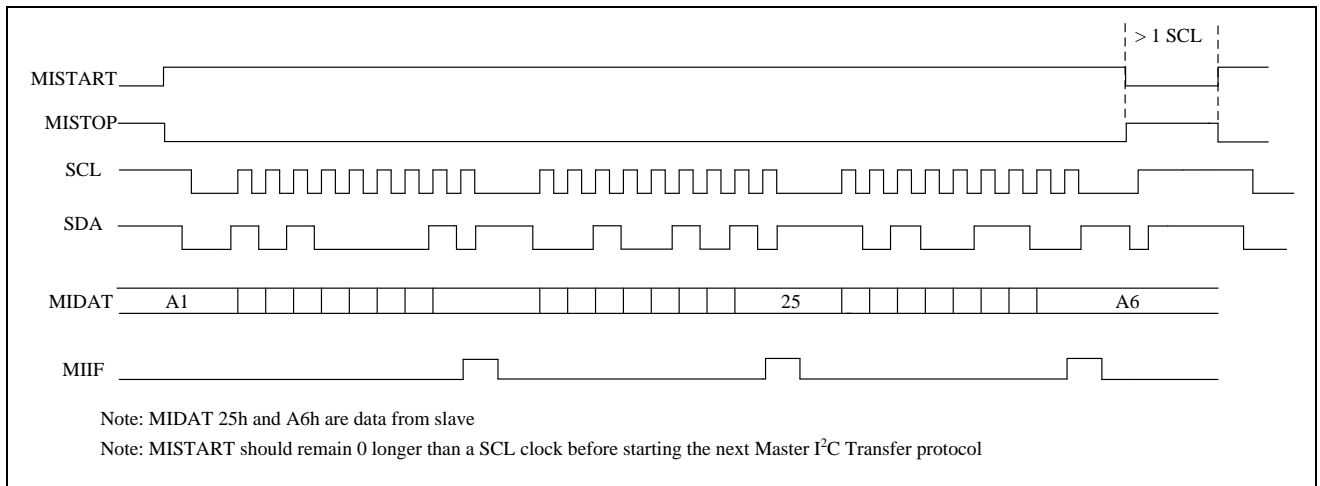 > 1 SCL
MISTART
MISTOP
SCL
SDA
MIDAT A1 25 A6
MIIF
Note: MIDAT 25h and A6h are data from slave
Note: MISTART should remain 0 longer than a SCL clock before starting the next Master I²C Transfer protocol